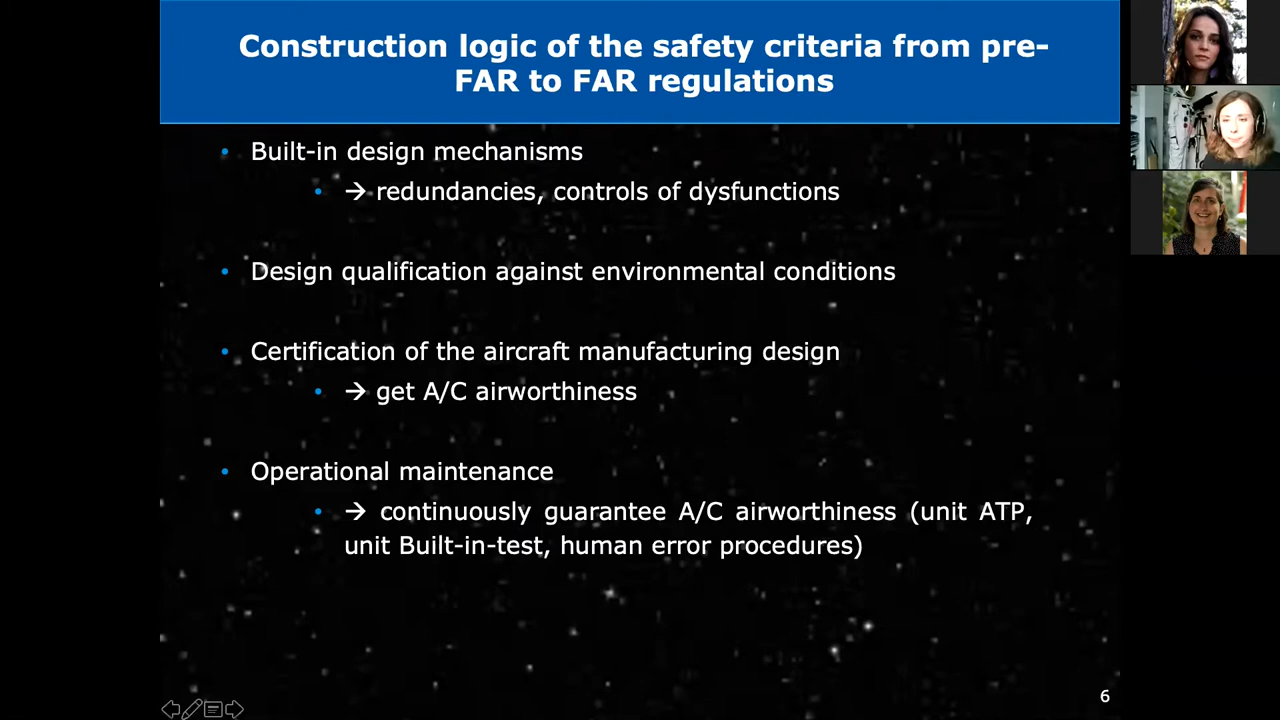 Construction logic of the safety criteria from pre-
FAR to FAR regulations
• Built-in design mechanisms
• → redundancies, controls of dysfunctions
• Design qualification against environmental conditions
• Certification of the aircraft manufacturing design
• → get A/C airworthiness
• Operational maintenance
• → continuously guarantee A/C airworthiness (unit ATP,
unit Built-in-test, human error procedures)
6